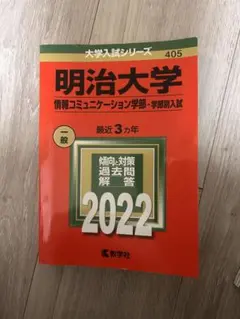 大学入試シリーズ
405
明治大学
情報コミュニケーション学部-学部別入試
一般
最近3カ年
傾向と対策
過去問
解答
2022
教学社